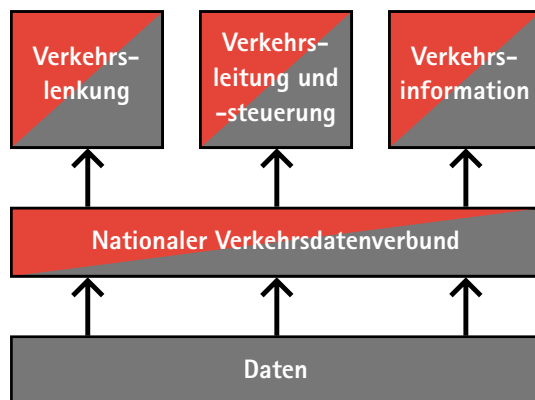 Verkehrs-
lenkung
Verkehrs-
leitung und
-steuerung
Verkehrs-
information
Nationaler Verkehrsdatenverbund
Daten